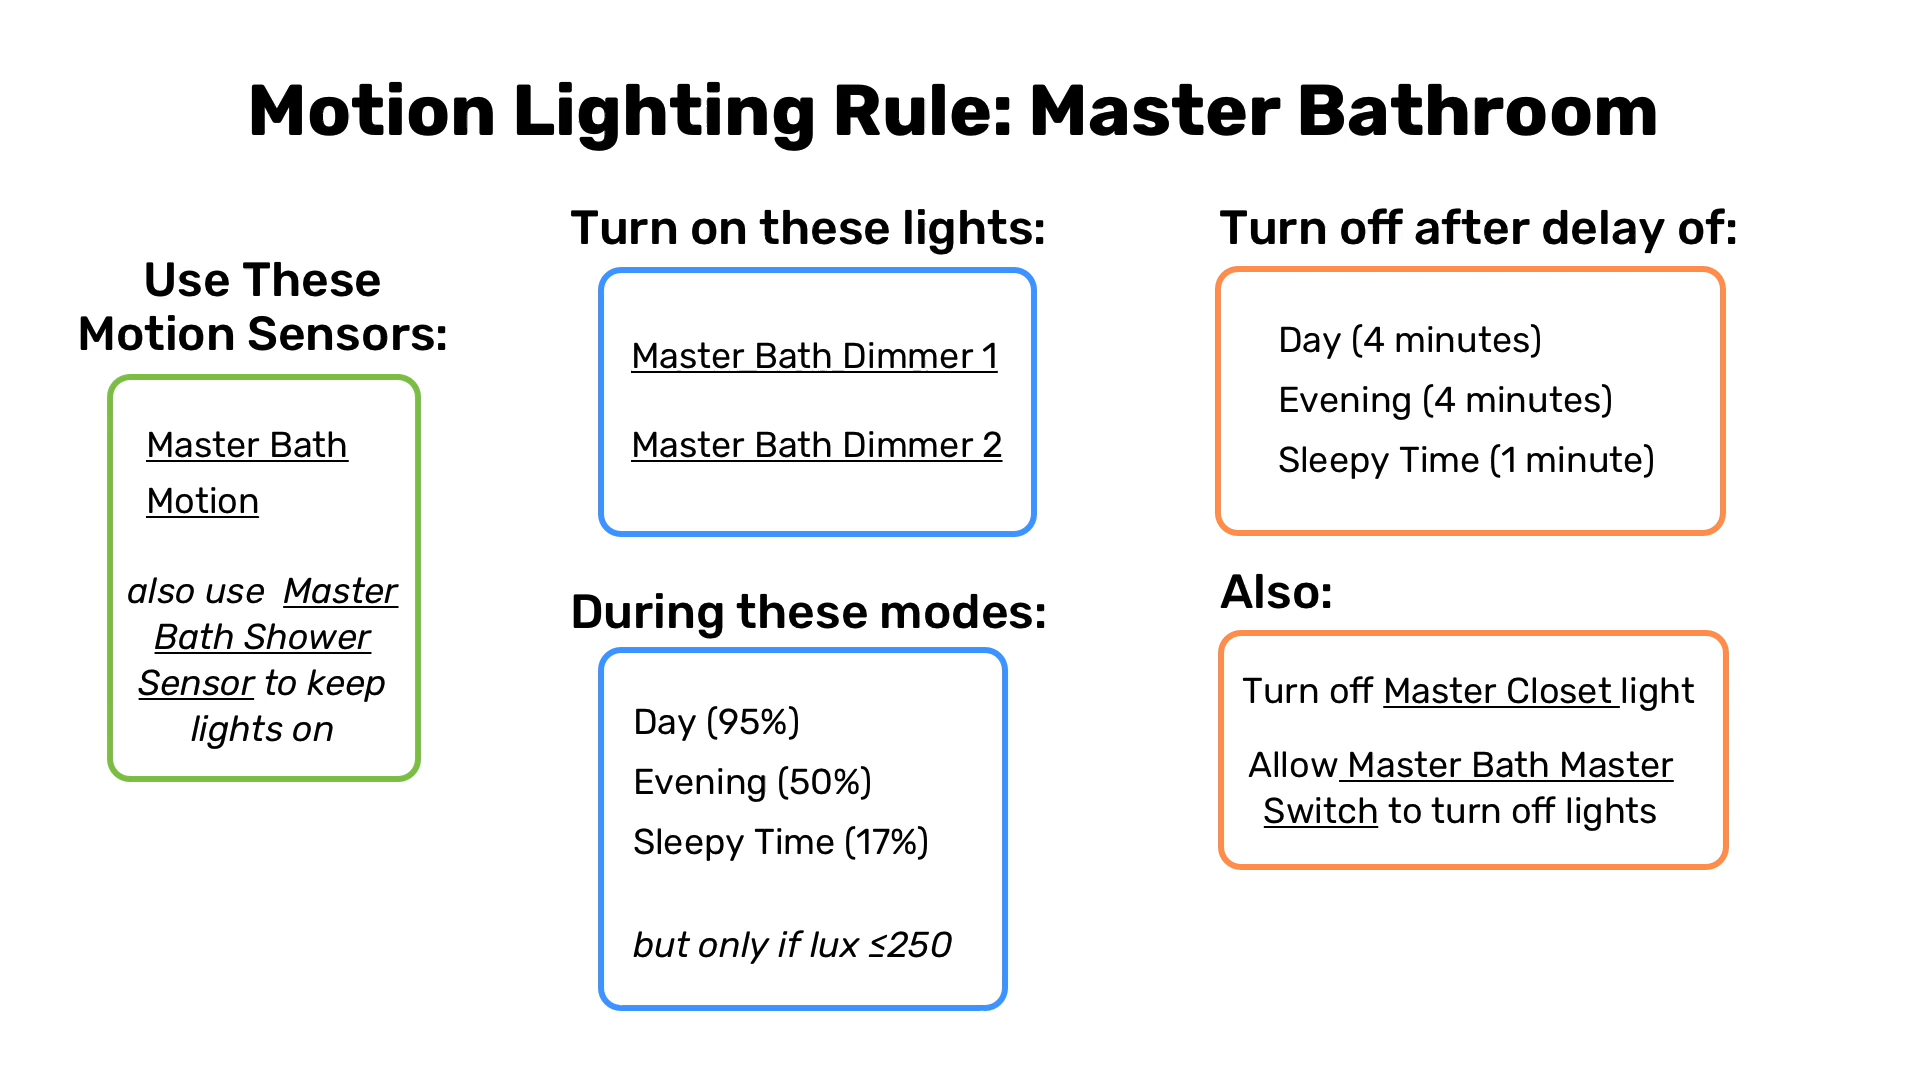 Motion Lighting Rule: Master Bathroom
Use These
Motion Sensors:
Master Bath
Motion
also use Master
Bath Shower
Sensor to keep
lights on
Turn on these lights:
Master Bath Dimmer 1
Master Bath Dimmer 2
During these modes:
Day (95%)
Evening (50%)
Sleepy Time (17%)
but only if lux ≤250
Turn off after delay of:
Day (4 minutes)
Evening (4 minutes)
Sleepy Time (1 minute)
Also:
Turn off Master Closet light
Allow Master Bath Master
Switch to turn off lights